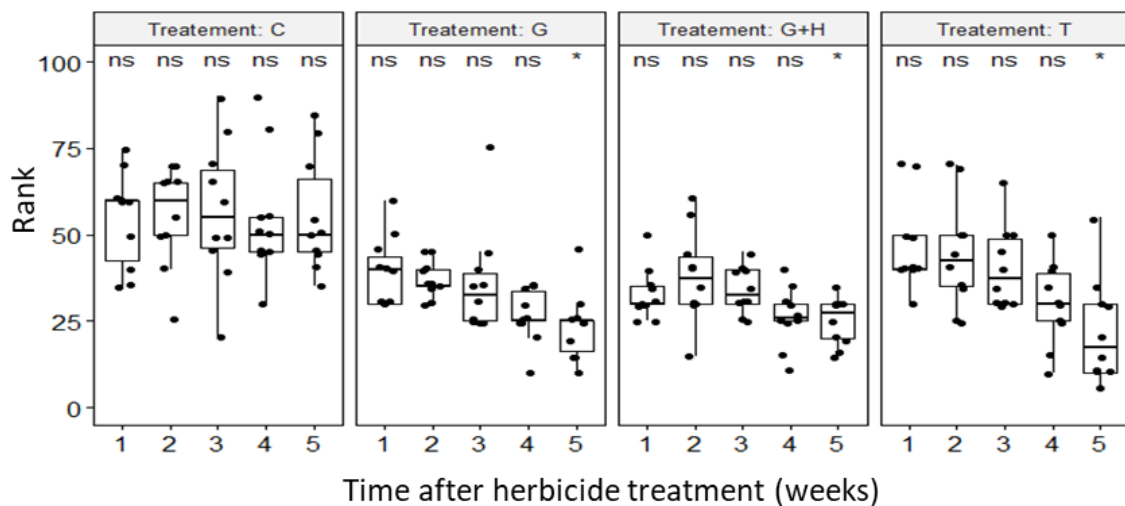 Treatement: C Treatement: G Treatement: G+H Treatement: T
100 ns ns ns ns ns ns ns ns ns * ns ns ns ns * ns ns ns ns *
75
50
25
0
Rank
1 2 3 4 5 1 2 3 4 5 1 2 3 4 5 1 2 3 4 5
Time after herbicide treatment (weeks)